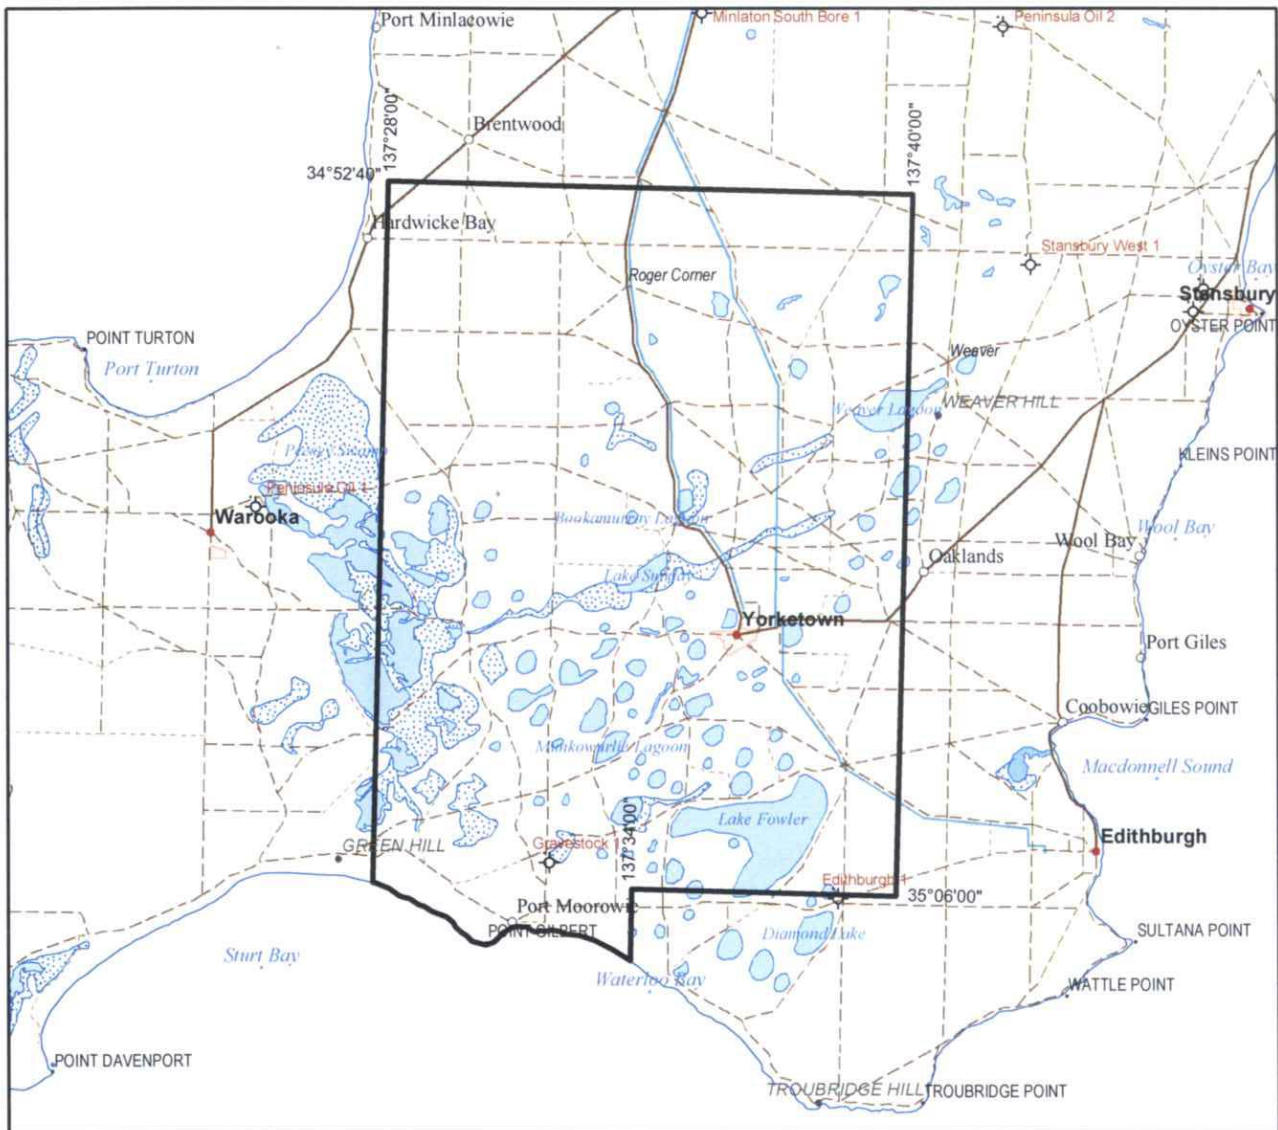 Port Minlacowie
Minlaton South Bore 1
Peninsula Oil 2
Brentwood
137°28'00"
137°40'00"
34°52'40"
Hardwicke Bay
Stansbury West 1
Oyster Bay
Roger Corner
Stansbury
OYSTER POINT
POINT TURTON
Port Turton
Weaver
Weaver Lagoon
WEAVER HILL
Peesey Swamp
KLEINS POINT
Peninsula Oil 1
Warooka
Bookamurray Lagoon
Wool Bay
Wool Bay
Oaklands
Lake Sunday
Yorketown
Port Giles
Coobowie
GILES POINT
Munkowurlie Lagoon
Macdonnell Sound
Lake Fowler
137°34'00"
GREEN HILL
Gravestock 1
Edithburgh
Edithburgh 1
35°06'00"
Port Moorowie
POINT GILBERT
Diamond Lake
SULTANA POINT
Sturt Bay
Waterloo Bay
WATTLE POINT
POINT DAVENPORT
TROUBRIDGE HILL
TROUBRIDGE POINT